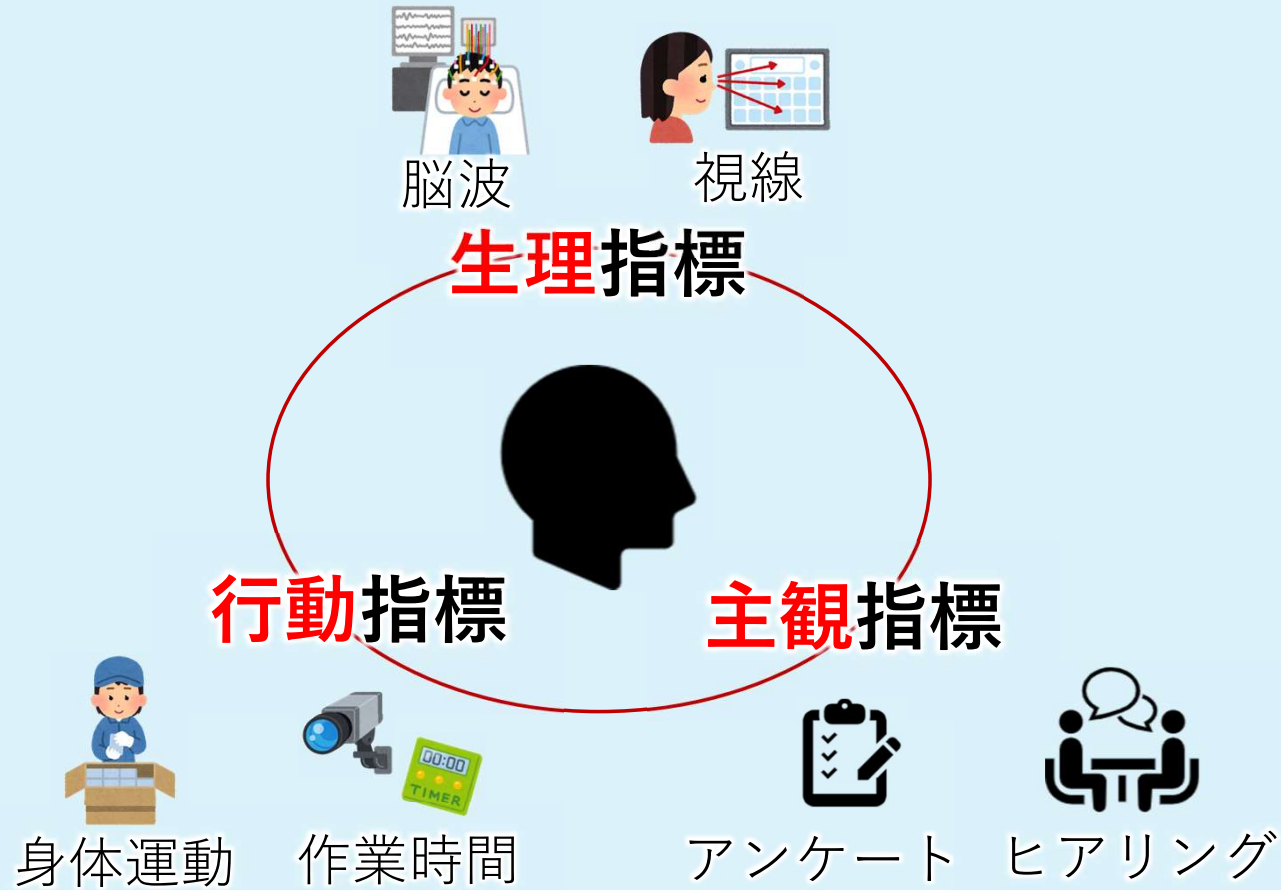 脳波
視線
生理指標
行動指標
主観指標
00:00
TIMER
身体運動
作業時間
アンケート
ヒアリング